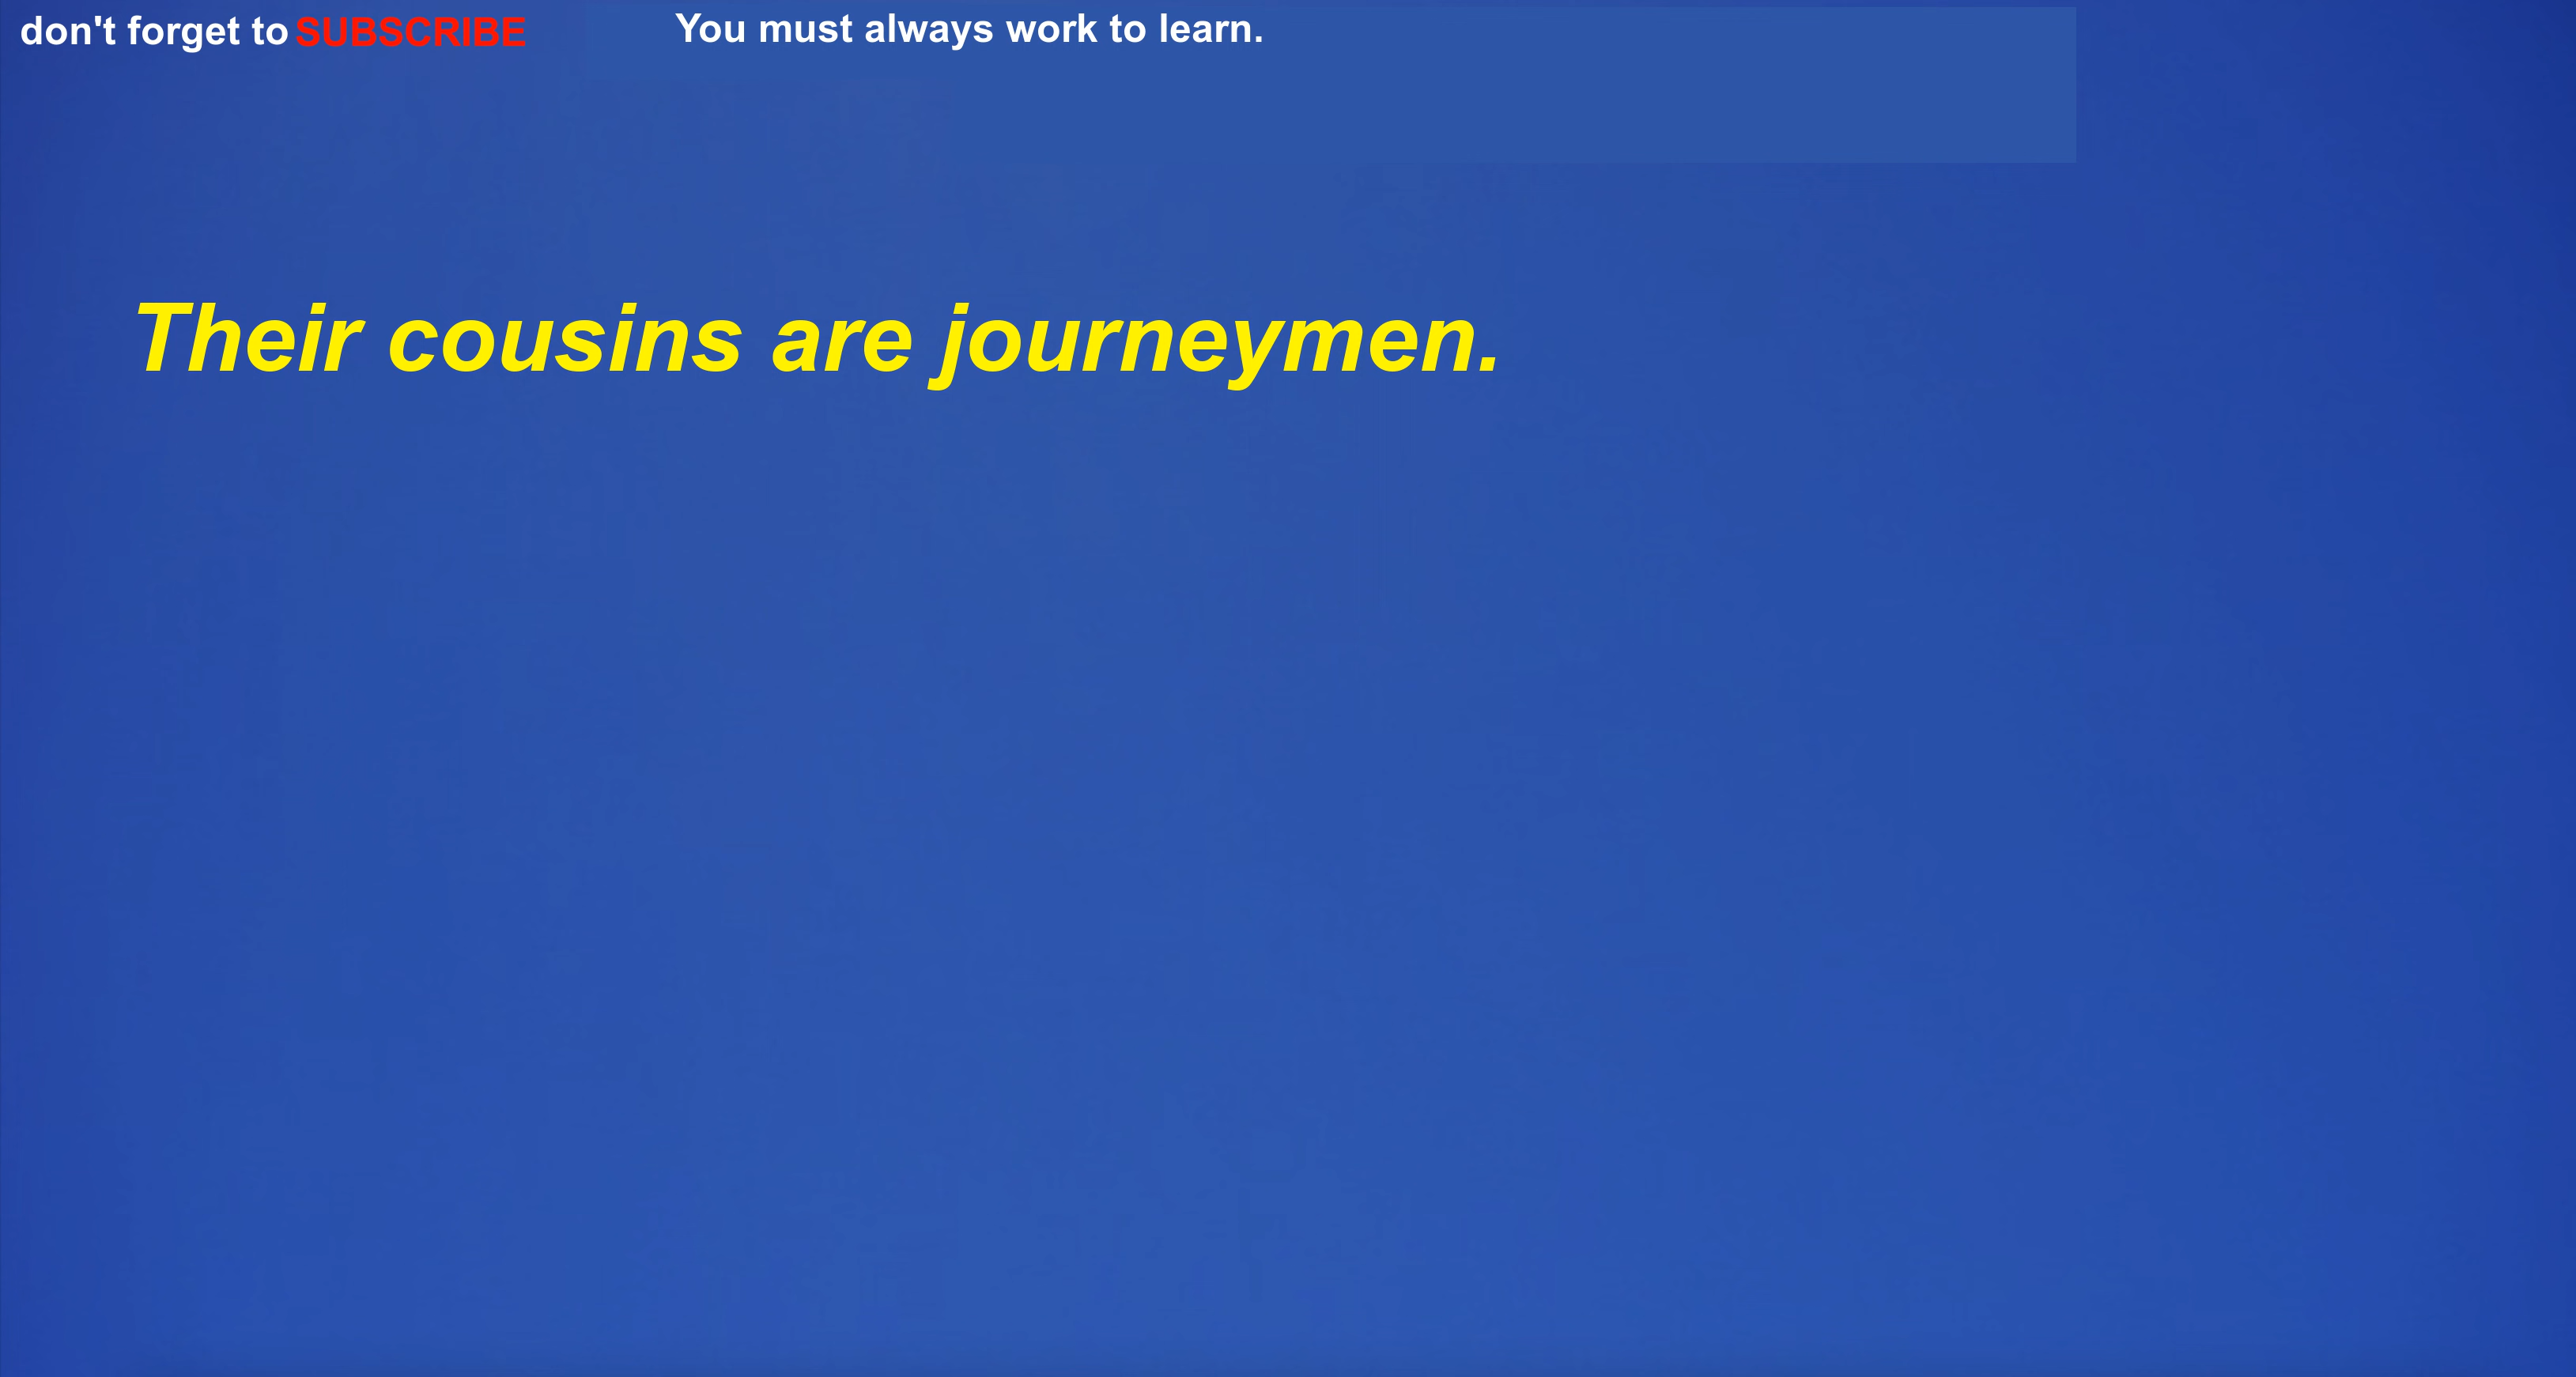 don't forget to SUBSCRIBE You must always work to learn.
Their cousins are journeymen.